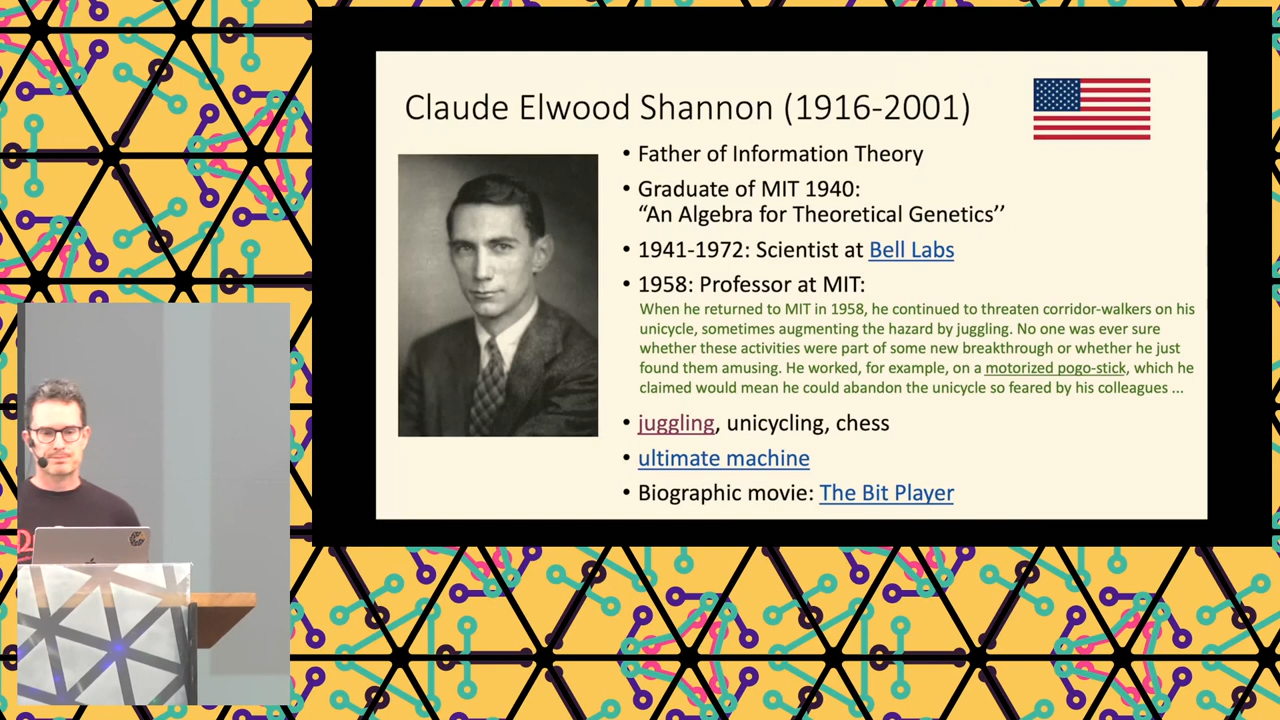 Claude Elwood Shannon (1916-2001)
• Father of Information Theory
• Graduate of MIT 1940:
“An Algebra for Theoretical Genetics’’
• 1941-1972: Scientist at Bell Labs
• 1958: Professor at MIT:
When he returned to MIT in 1958, he continued to threaten corridor-walkers on his
unicycle, sometimes augmenting the hazard by juggling. No one was ever sure
whether these activities were part of some new breakthrough or whether he just
found them amusing. He worked, for example, on a motorized pogo-stick, which he
claimed would mean he could abandon the unicycle so feared by his colleagues ...
• juggling, unicycling, chess
• ultimate machine
• Biographic movie: The Bit Player